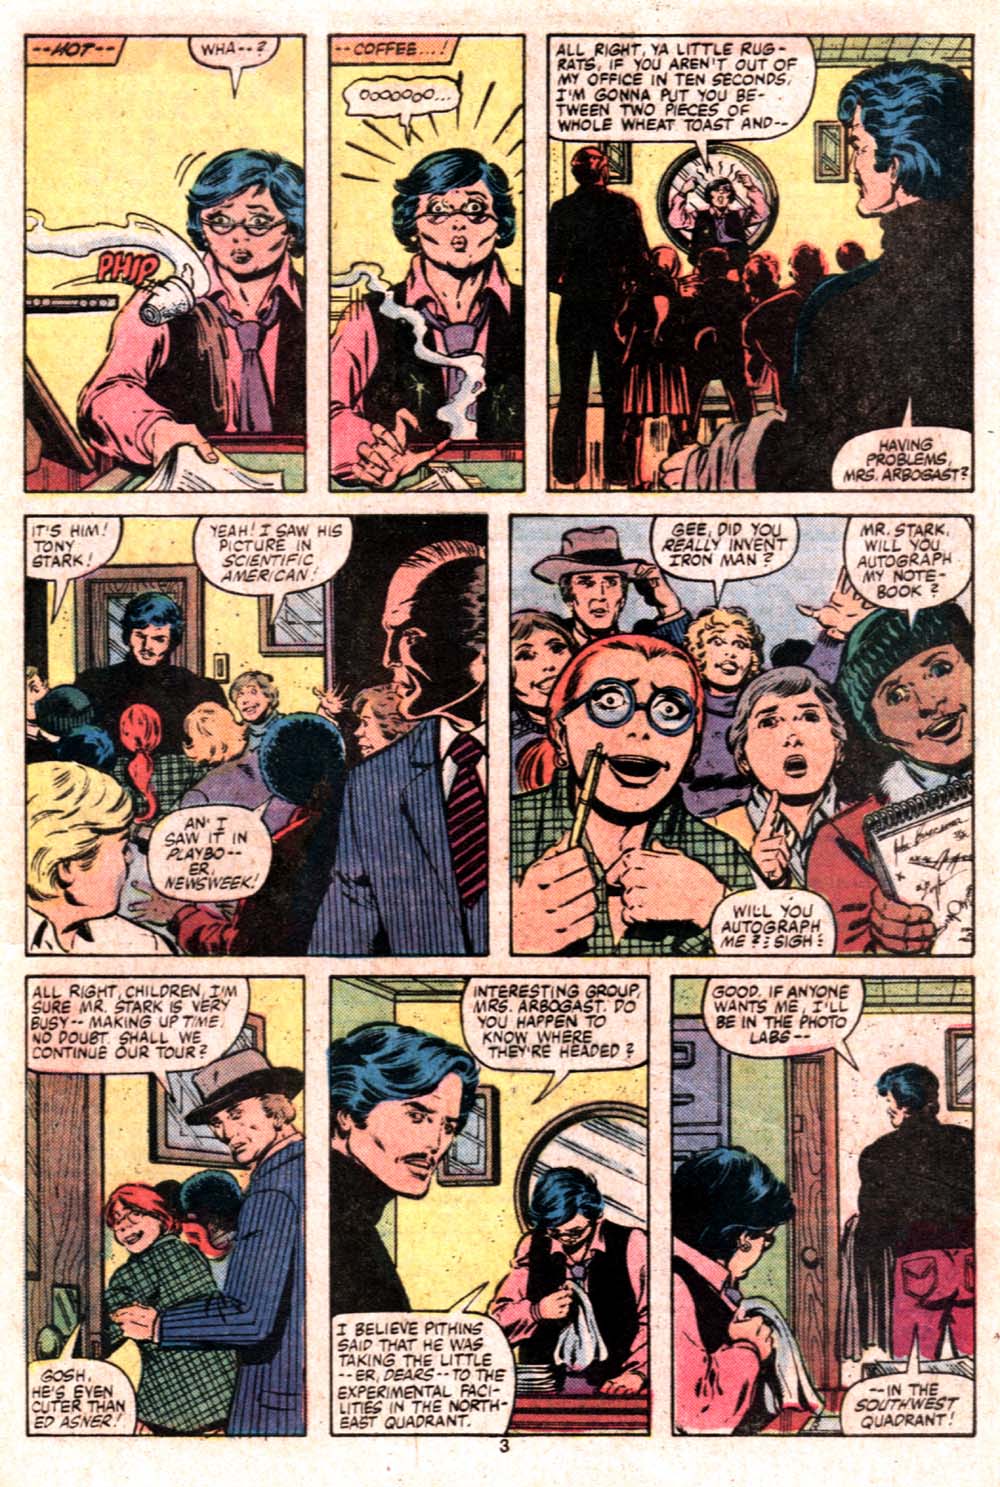 --HOT--
WHA--?
PHIP
--COFFEE...!
OOOOOOO...
ALL RIGHT, YA LITTLE RUG-
RATS, IF YOU AREN'T OUT OF
MY OFFICE IN TEN SECONDS,
I'M GONNA PUT YOU BE-
TWEEN TWO PIECES OF
WHOLE WHEAT TOAST AND--
HAVING
PROBLEMS,
MRS. ARBOGAST?
IT'S HIM!
TONY
STARK!
YEAH! I SAW HIS
PICTURE IN
SCIENTIFIC
AMERICAN!
AN' I
SAW IT IN
PLAYBO--
ER,
NEWSWEEK!
GEE, DID YOU
REALLY INVENT
IRON MAN?
MR. STARK,
WILL YOU
AUTOGRAPH
MY NOTE-
BOOK?
WILL YOU
AUTOGRAPH
ME? :SIGH:
ALL RIGHT, CHILDREN, I'M
SURE MR. STARK IS VERY
BUSY-- MAKING UP TIME,
NO DOUBT. SHALL WE
CONTINUE OUR TOUR?
GOSH,
HE'S EVEN
CUTER THAN
ED ASNER!
INTERESTING GROUP,
MRS. ARBOGAST. DO
YOU HAPPEN TO
KNOW WHERE
THEY'RE HEADED?
I BELIEVE PITHINS
SAID THAT HE WAS
TAKING THE LITTLE
--ER, DEARS--TO THE
EXPERIMENTAL FACI-
LITIES IN THE NORTH-
EAST QUADRANT.
GOOD. IF ANYONE
WANTS ME, I'LL
BE IN THE PHOTO
LABS--
--IN THE
SOUTHWEST
QUADRANT!
3